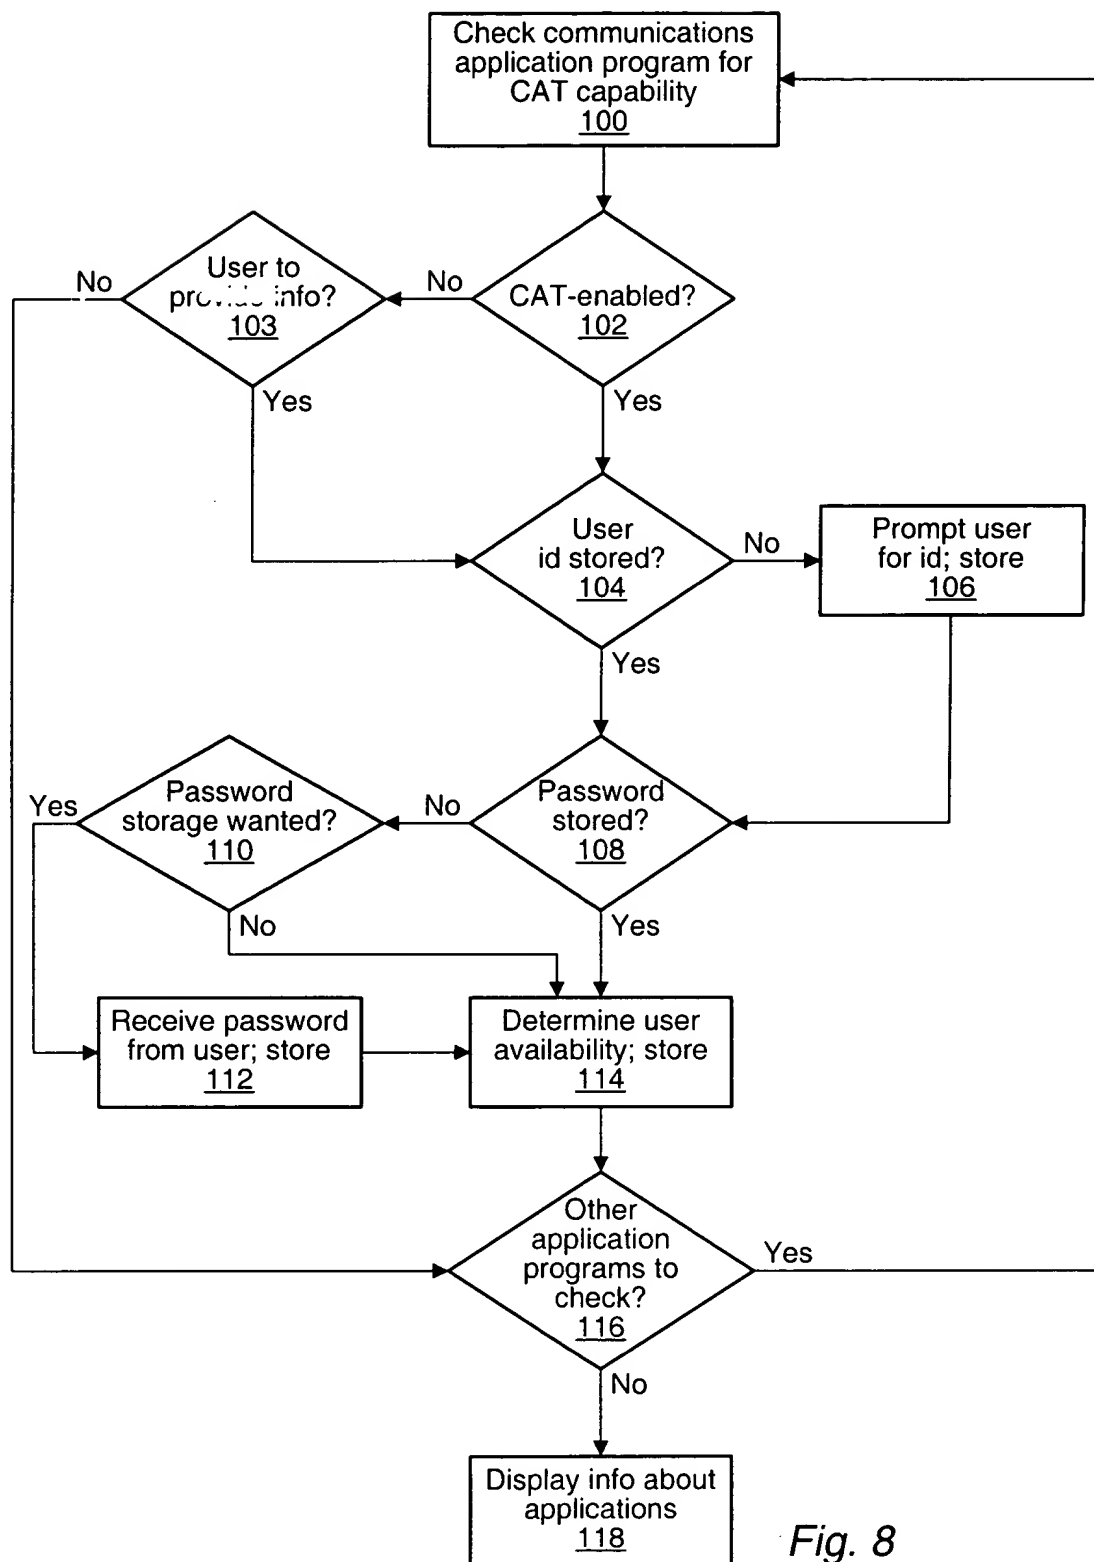 Check communications
application program for
CAT capability
100
No
User to
provide info?
103
No
CAT-enabled?
102
Yes
Yes
User
id stored?
104
No
Prompt user
for id; store
106
Yes
Yes
Password
storage wanted?
110
No
Password
stored?
108
No
Yes
Receive password
from user; store
112
Determine user
availability; store
114
Other
application
programs to
check?
116
Yes
No
Display info about
applications
118
Fig. 8